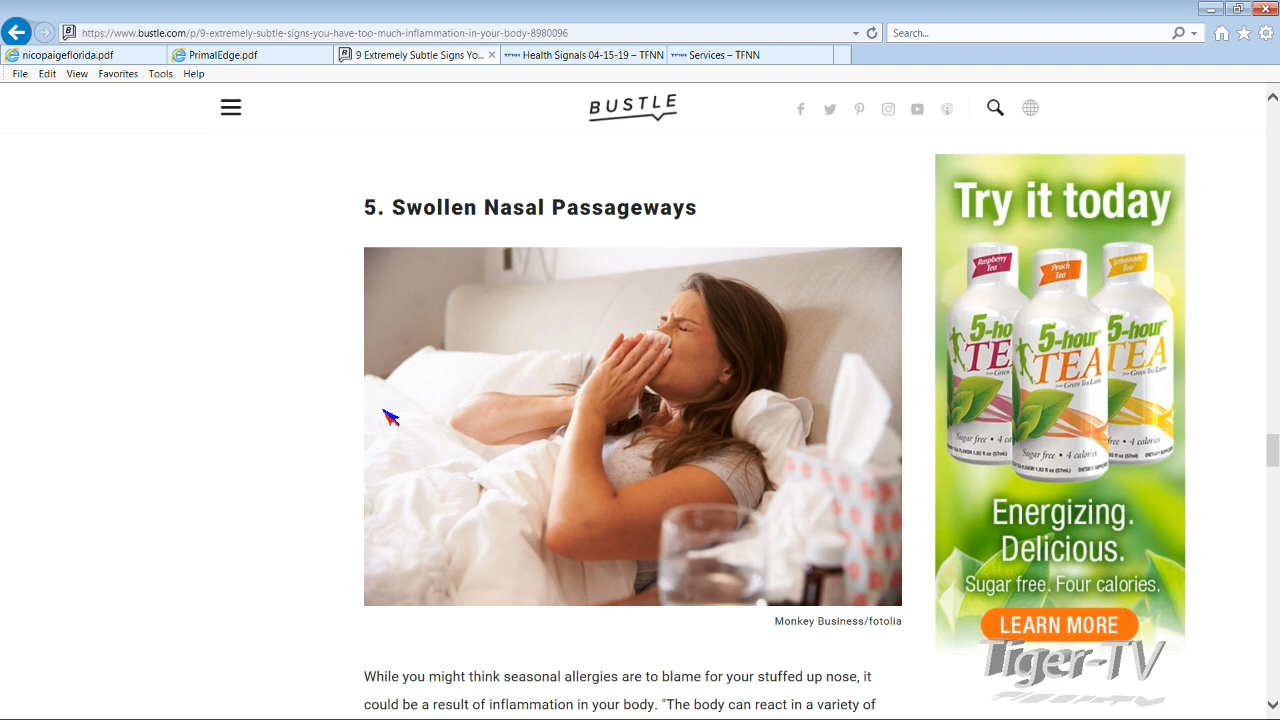 https://www.bustle.com/p/9-extremely-subtle-signs-you-have-too-much-inflammation-in-your-body-8980095
Search...
nicopaigeflorida.pdf
PrimalEdge.pdf
9 Extremely Subtle Signs Yo...
TFNN
Health Signals 04-15-19 – TFNN
TFNN
Services – TFNN
File Edit View Favorites Tools Help
BUSTLE
5. Swollen Nasal Passageways
Monkey Business/fotolia
While you might think seasonal allergies are to blame for your stuffed up nose, it
could be a result of inflammation in your body. "The body can react in a variety of
Try it today
Raspberry
Tea
Peach
Tea
Lemonade
Tea
5-ho
TE
5-hour
TEA
5-hour
TEA
Sugar free • 4 ca
Sugar free • 4 calories
free • 4 calories
Energizing.
Delicious.
Sugar free. Four calories.
LEARN MORE
Tiger-TV